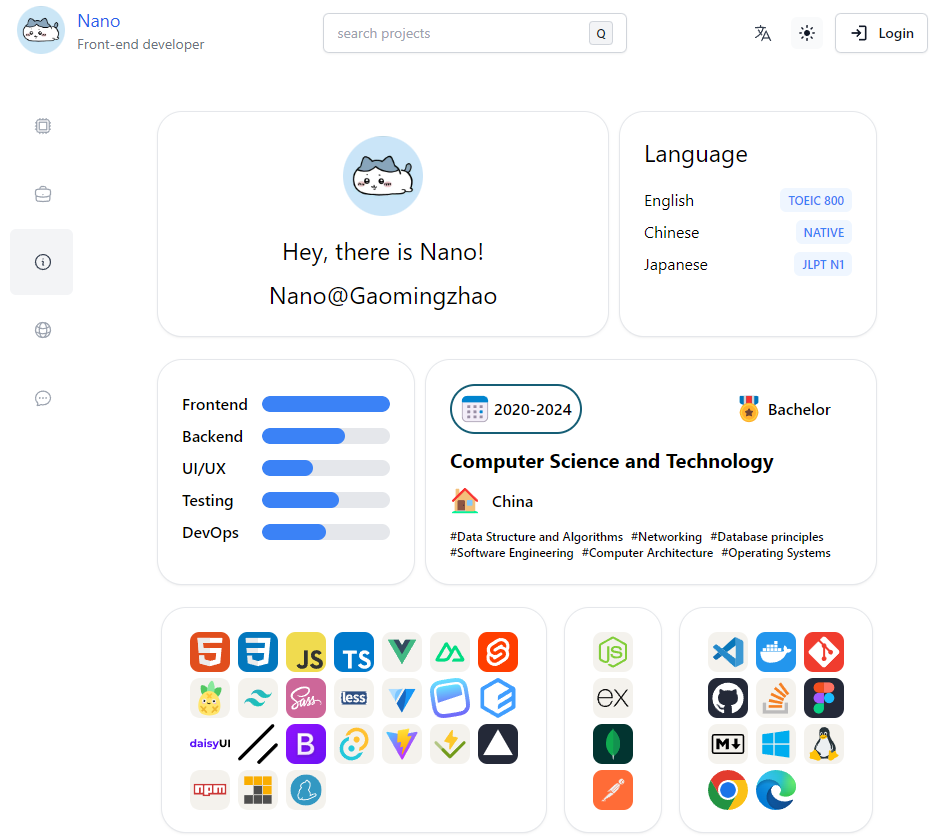 Nano
Front-end developer
search projects
Q
Login
Hey, there is Nano!
Nano@Gaomingzhao
Language
English TOEIC 800
Chinese NATIVE
Japanese JLPT N1
Frontend
Backend
UI/UX
Testing
DevOps
2020-2024
Bachelor
Computer Science and Technology
China
#Data Structure and Algorithms #Networking #Database principles
#Software Engineering #Computer Architecture #Operating Systems
JS TS
Sass less
daisyUI B
npm
JS
ex
M